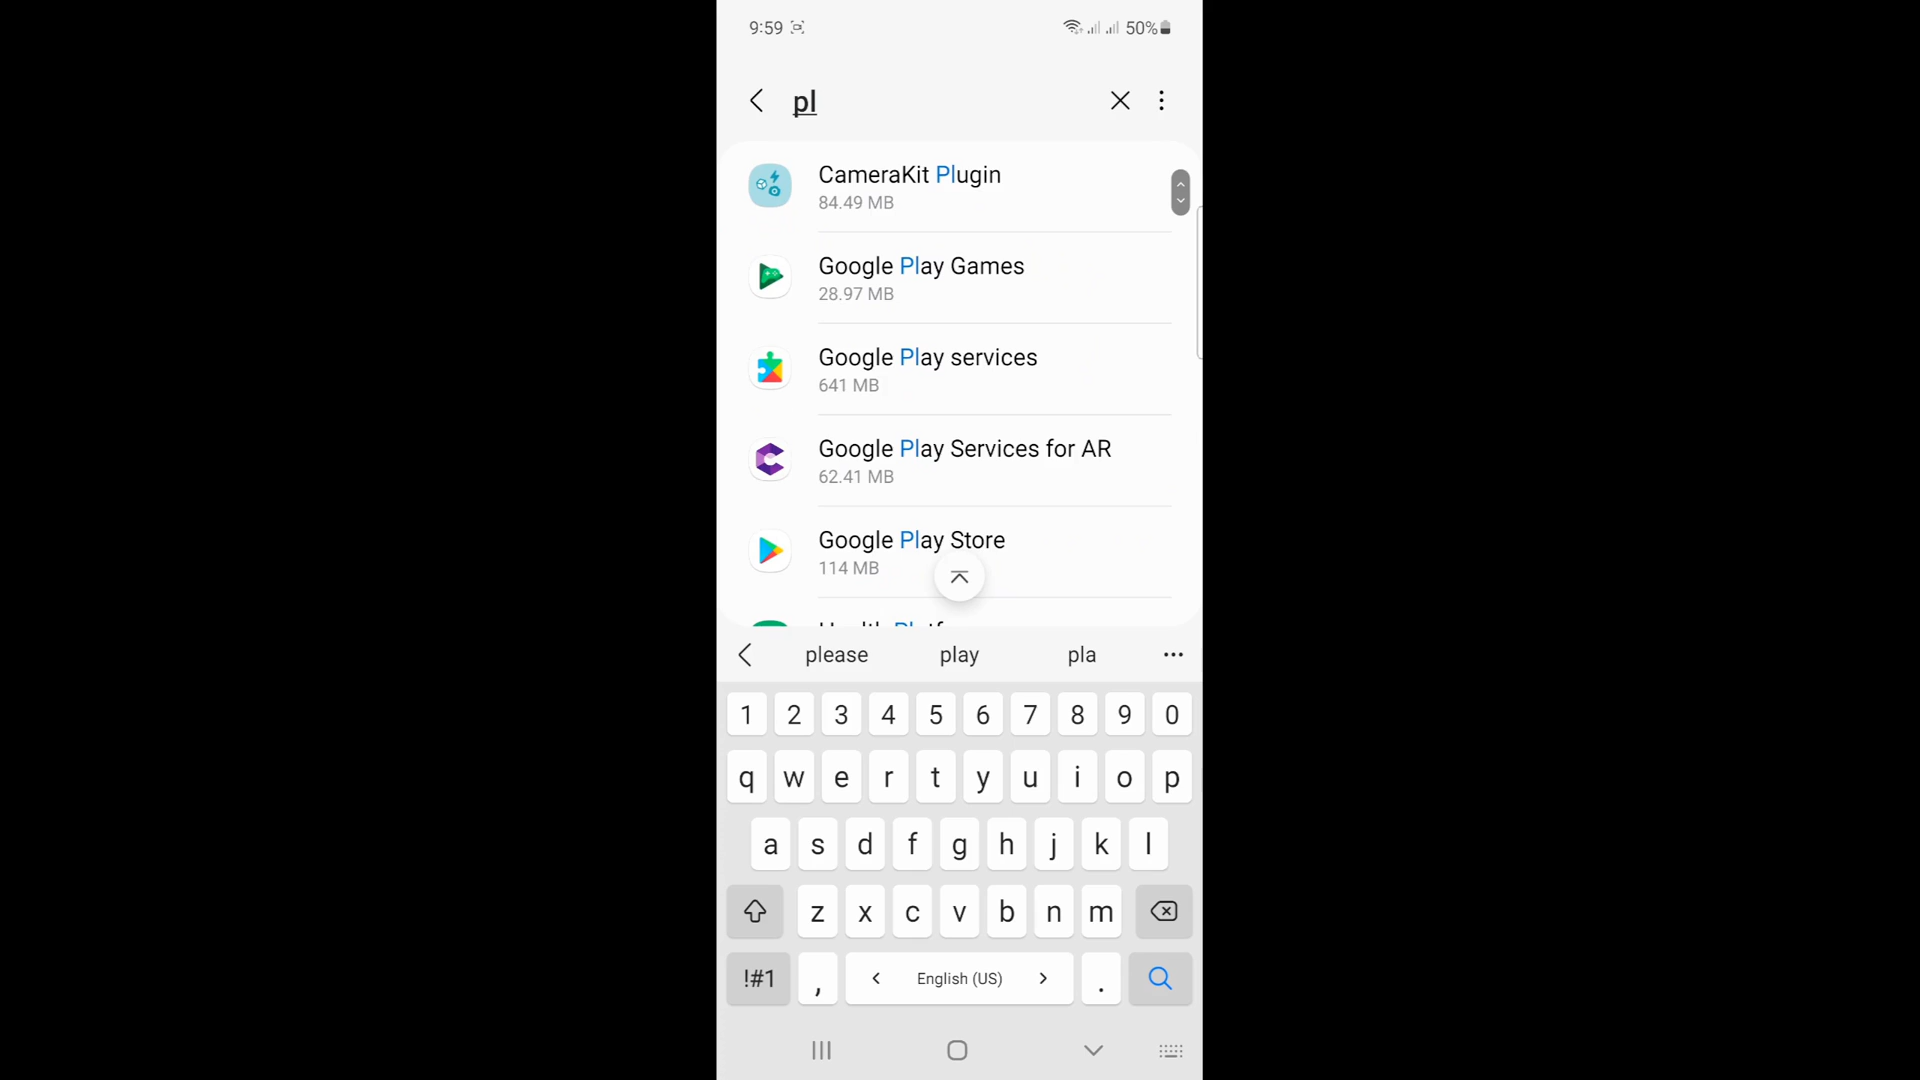 9:59 50%
pl
CameraKit Plugin
84.49 MB
Google Play Games
28.97 MB
Google Play services
641 MB
Google Play Services for AR
62.41 MB
Google Play Store
114 MB
please play pla
1 2 3 4 5 6 7 8 9 0
q w e r t y u i o p
a s d f g h j k l
z x c v b n m
!#1 , English (US) .